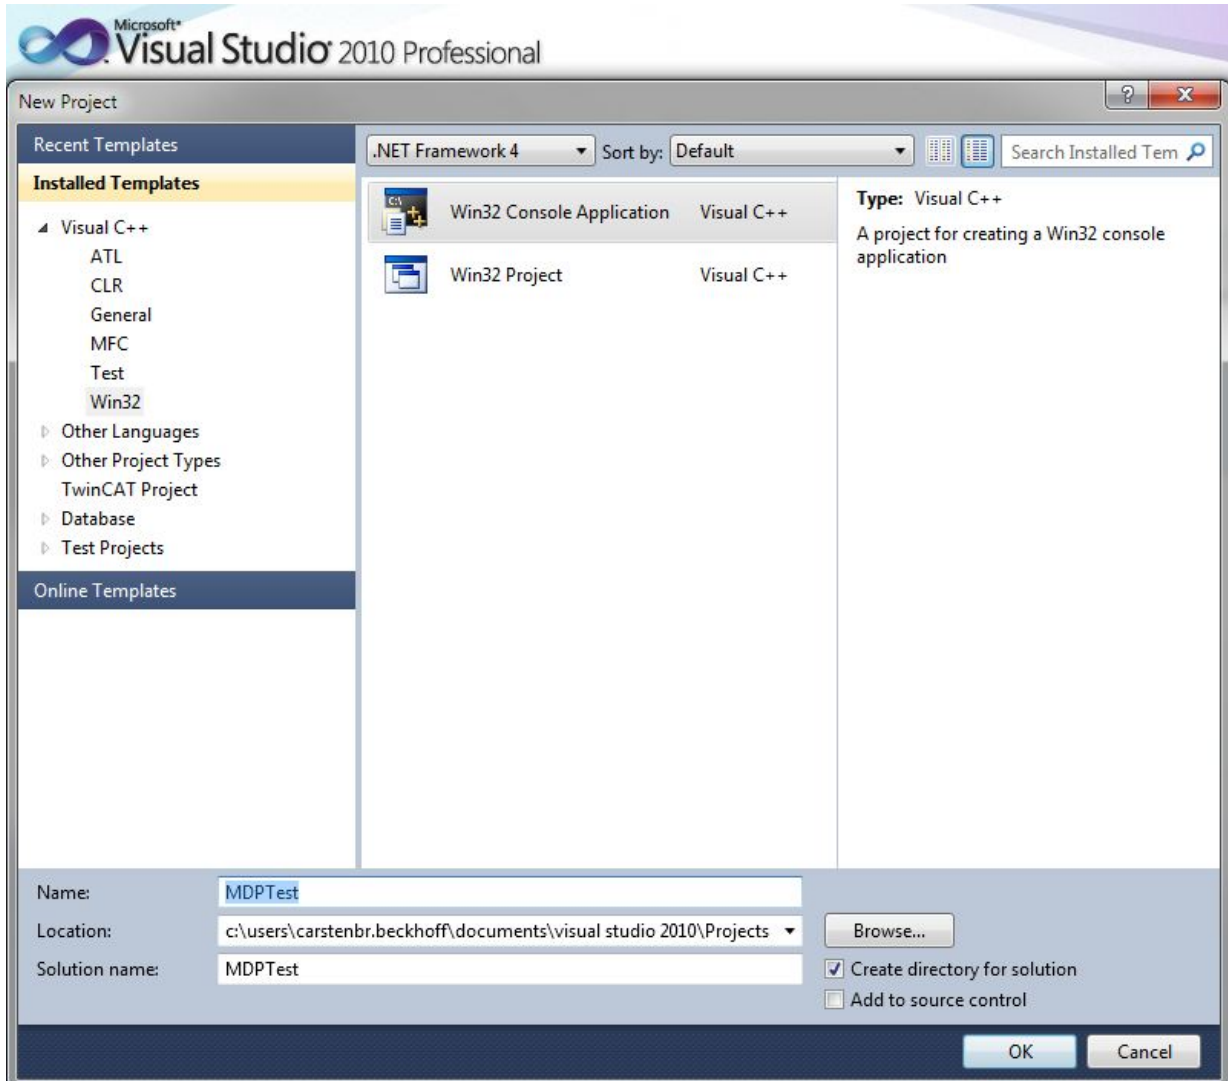 Microsoft®
Visual Studio® 2010 Professional
New Project
Recent Templates
Installed Templates
Visual C++
ATL
CLR
General
MFC
Test
Win32
Other Languages
Other Project Types
TwinCAT Project
Database
Test Projects
Online Templates
.NET Framework 4 Sort by: Default Search Installed Tem
C:\
Win32 Console Application Visual C++
Win32 Project Visual C++
Type: Visual C++
A project for creating a Win32 console
application
Name: MDPTest
Location: c:\users\carstenbr.beckhoff\documents\visual studio 2010\Projects Browse...
Solution name: MDPTest
Create directory for solution
Add to source control
OK Cancel